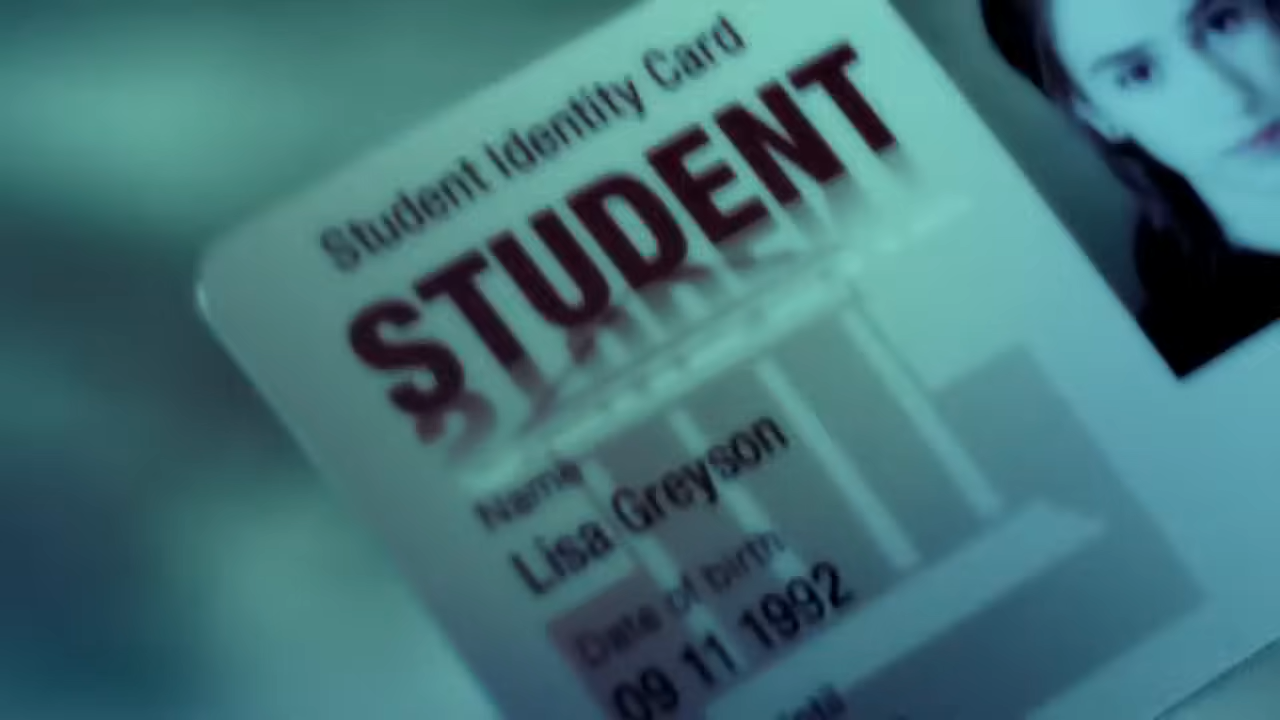 Student Identity Card
STUDENT
Name
Lisa Greyson
Date of birth
09 11 1992